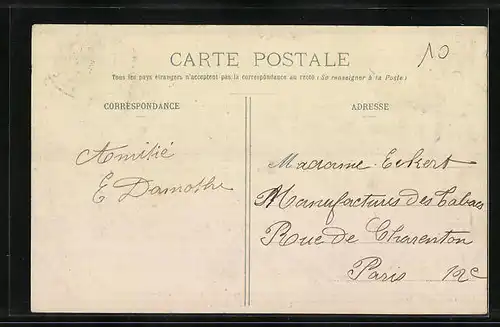 10
CARTE POSTALE
Tous les pays étrangers n'acceptent pas la correspondance au recto (Se renseigner à la Poste)
CORRESPONDANCE
Amitié
E Damothe
ADRESSE
Madame Eckert
Manufactures des Tabacs
Rue de Charenton
Paris 12e